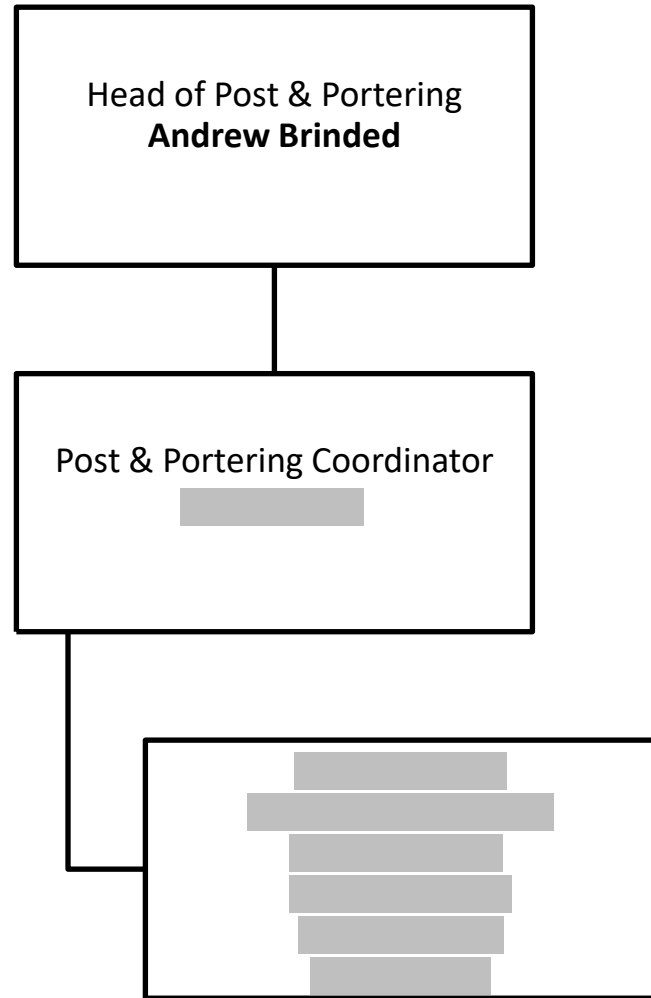 Head of Post & Portering
Andrew Brinded
Post & Portering Coordinator